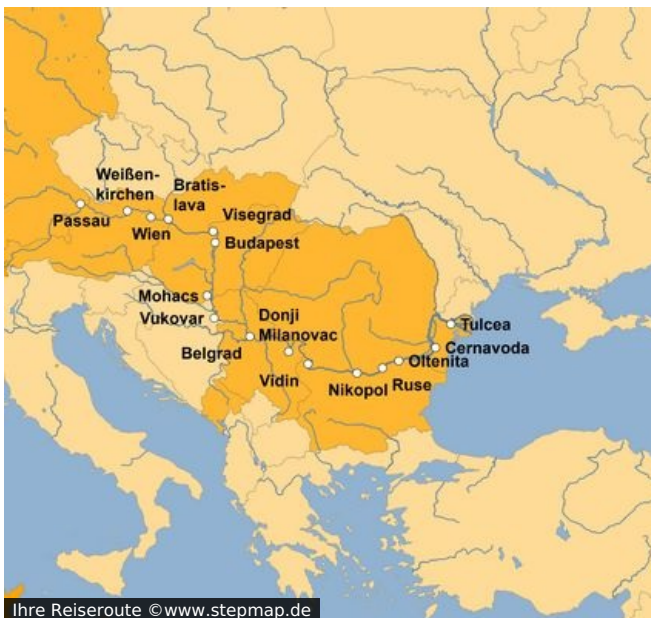 Weißen-
kirchen
Bratis-
lava
Passau
Wien
Visegrad
Budapest
Mohacs
Vukovar
Donji
Milanovac
Belgrad
Vidin
Nikopol
Ruse
Oltenita
Cernavoda
Tulcea
Ihre Reiseroute ©www.stepmap.de